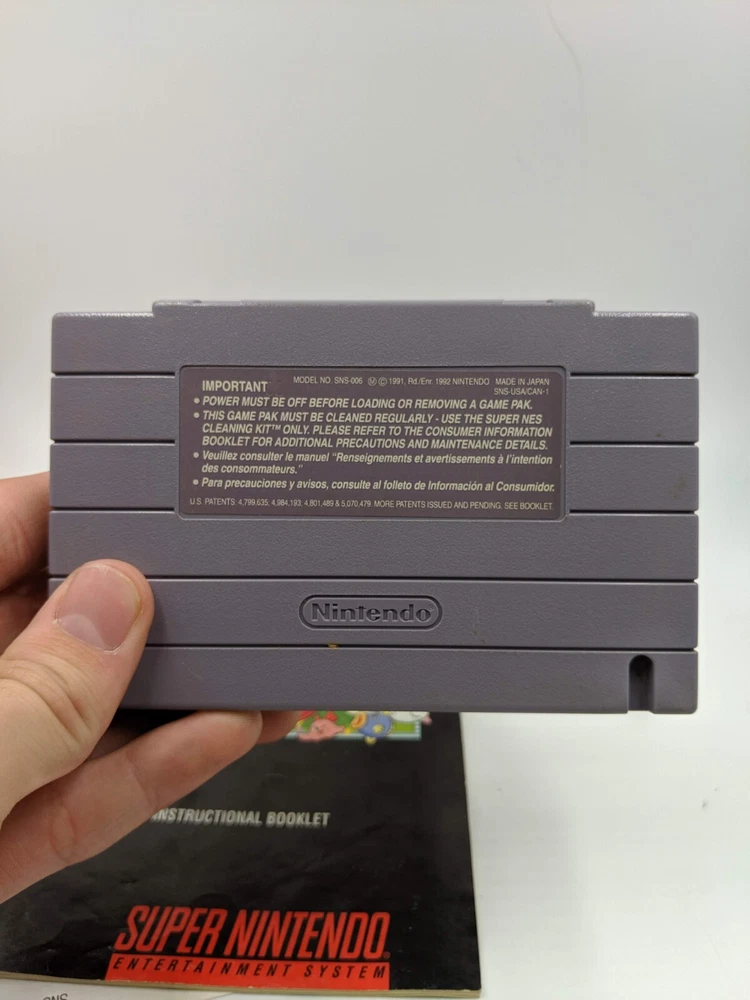 IMPORTANT
MODEL NO. SNS-006 Ⓜ Ⓒ 1991, Rd./Enr. 1992 NINTENDO MADE IN JAPAN
SNS-USA/CAN-1
• POWER MUST BE OFF BEFORE LOADING OR REMOVING A GAME PAK.
• THIS GAME PAK MUST BE CLEANED REGULARLY - USE THE SUPER NES
CLEANING KIT™ ONLY. PLEASE REFER TO THE CONSUMER INFORMATION
BOOKLET FOR ADDITIONAL PRECAUTIONS AND MAINTENANCE DETAILS.
• Veuillez consulter le manuel "Renseignements et avertissements à l'intention
des consommateurs."
• Para precauciones y avisos, consulte al folleto de Información al Consumidor.
U.S. PATENTS: 4,799,635; 4,984,193; 4,801,489 & 5,070,479. MORE PATENTS ISSUED AND PENDING. SEE BOOKLET.
Nintendo
INSTRUCTIONAL BOOKLET
SUPER NINTENDO
ENTERTAINMENT SYSTEM
SNS